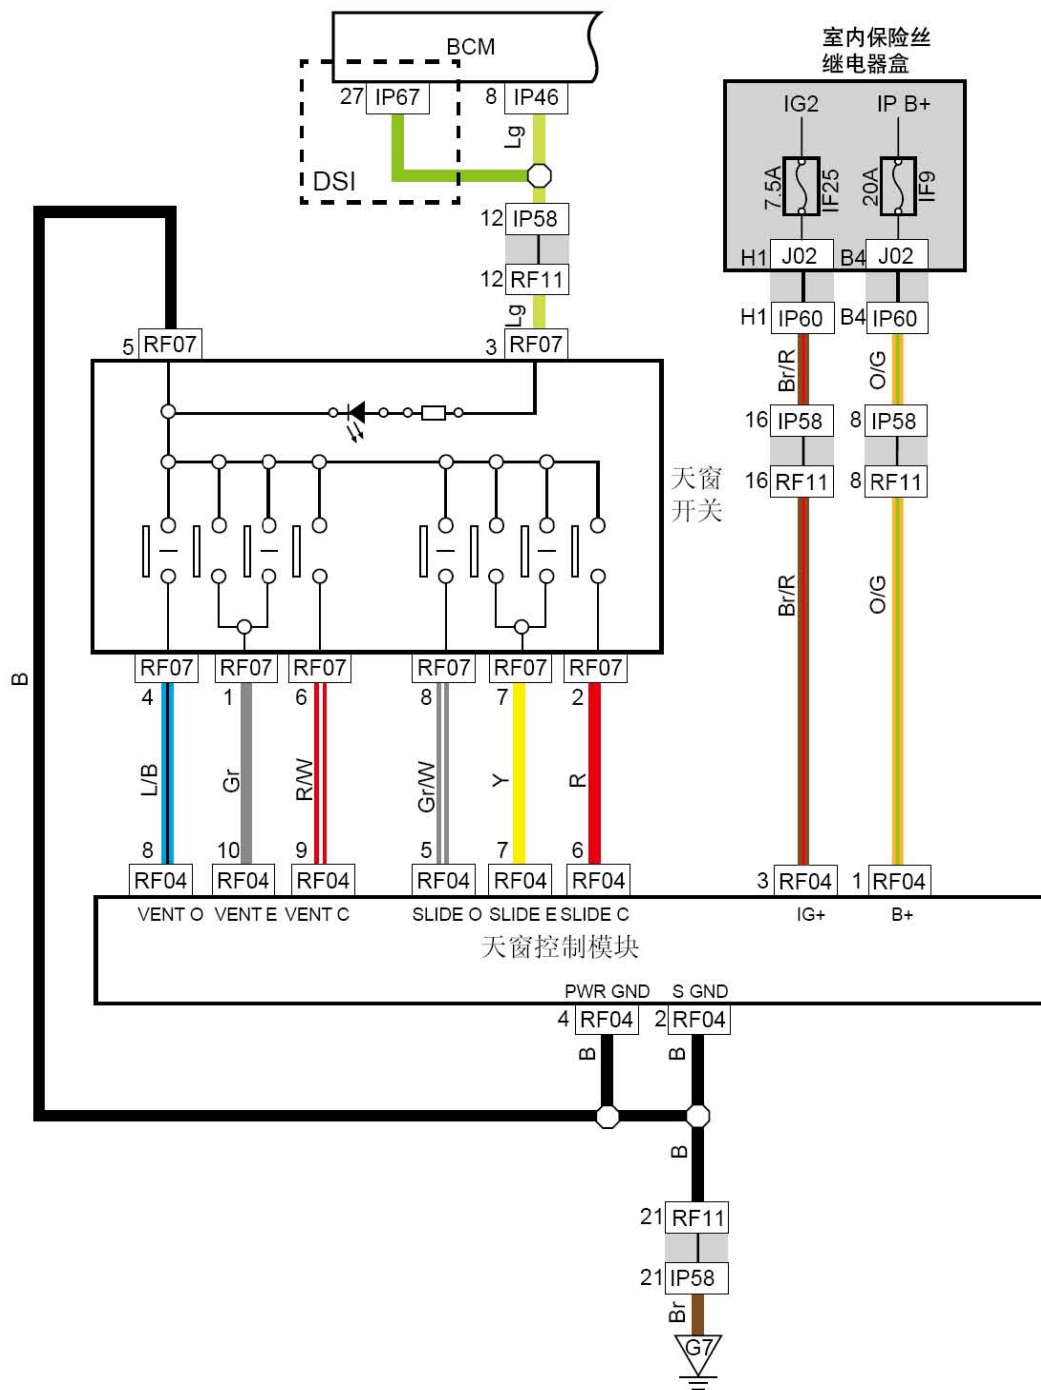 室内保险丝
继电器盒
BCM
27 IP67
8 IP46
IG2
IP B+
Lg
DSI
7.5A
IF25
20A
IF9
12 IP58
H1 J02
B4 J02
12 RF11
Lg
H1 IP60
B4 IP60
5 RF07
3 RF07
Br/R
O/G
16 IP58
8 IP58
天窗
开关
16 RF11
8 RF11
Br/R
O/G
B
RF07
RF07
RF07
RF07
RF07
RF07
4
1
6
8
7
2
L/B
Gr
R/W
Gr/W
Y
R
8
10
9
5
7
6
RF04
RF04
RF04
RF04
RF04
RF04
3 RF04
1 RF04
VENT O
VENT E
VENT C
SLIDE O
SLIDE E
SLIDE C
IG+
B+
天窗控制模块
PWR GND
S GND
4 RF04
2 RF04
B
B
B
21 RF11
21 IP58
Br
G7